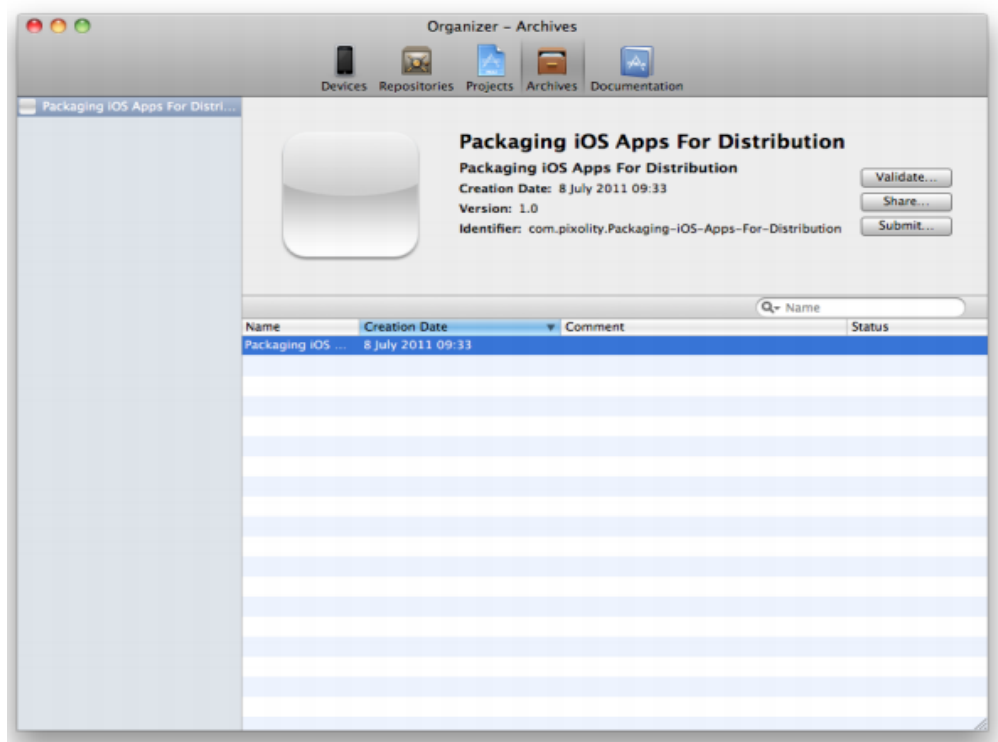 Organizer – Archives
Devices Repositories Projects Archives Documentation
Packaging iOS Apps For Distri...
Packaging iOS Apps For Distribution
Packaging iOS Apps For Distribution
Creation Date: 8 July 2011 09:33
Version: 1.0
Identifier: com.pixolity.Packaging-iOS-Apps-For-Distribution
Validate...
Share...
Submit...
Name
Name Creation Date Comment Status
Packaging iOS ... 8 July 2011 09:33